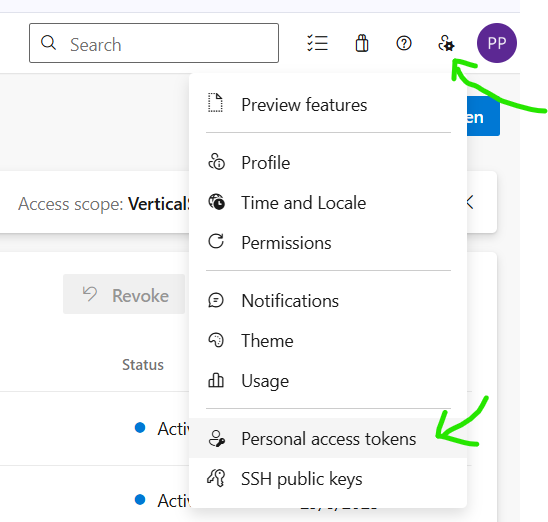 Search
PP
Preview features
en
Profile
Access scope: Vertical
Time and Locale
Permissions
Revoke
Notifications
Theme
Status
Usage
Activ
Personal access tokens
SSH public keys
Activ